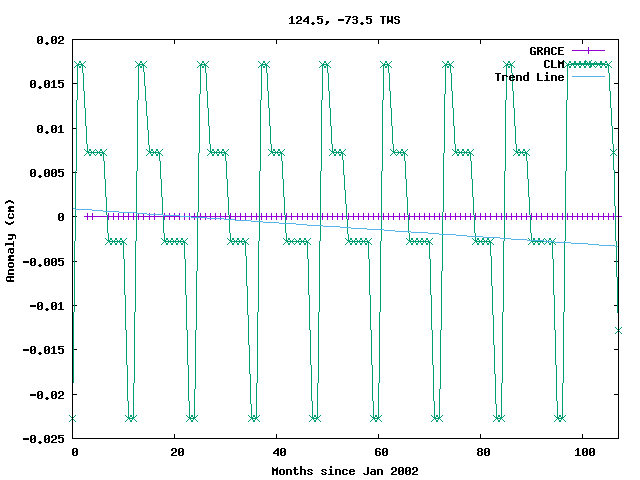 124.5, -73.5 TWS
GRACE
CLM
Trend Line
0.02
0.015
0.01
0.005
0
-0.005
-0.01
-0.015
-0.02
-0.025
Anomaly (cm)
0 20 40 60 80 100
Months since Jan 2002